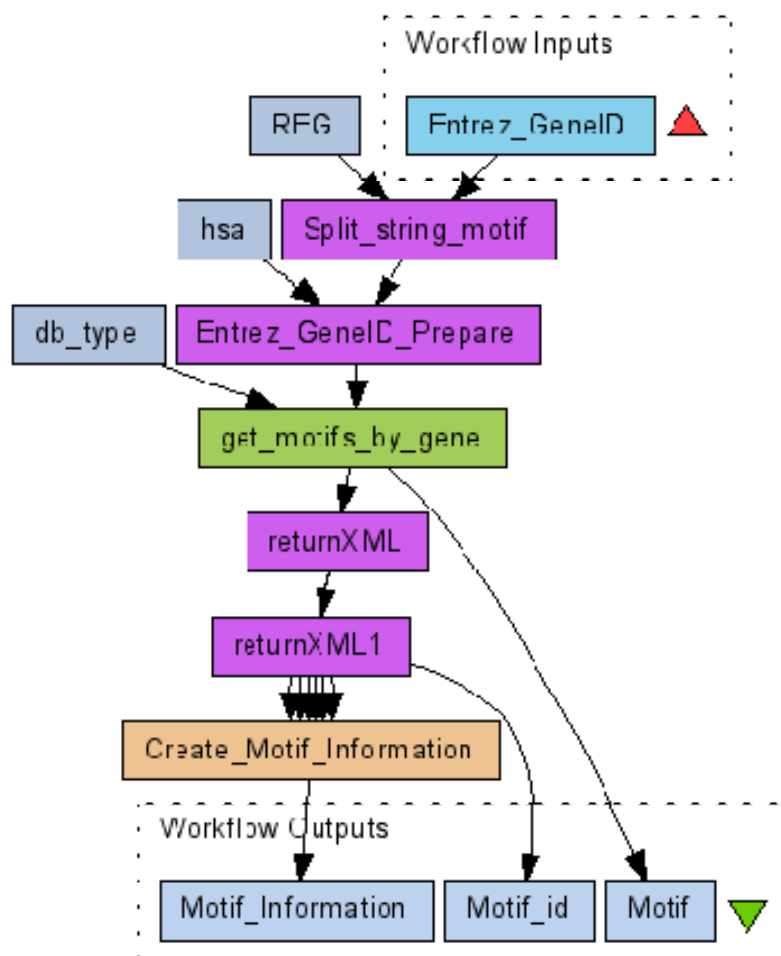 Workflow Inputs
REG Entrez_GeneID
hsa Split_string_motif
db_type Entrez_GeneID_Prepare
get_motifs_by_gene
returnXML
returnXML1
Create_Motif_Information
Workflow Outputs
Motif_Information Motif_id Motif